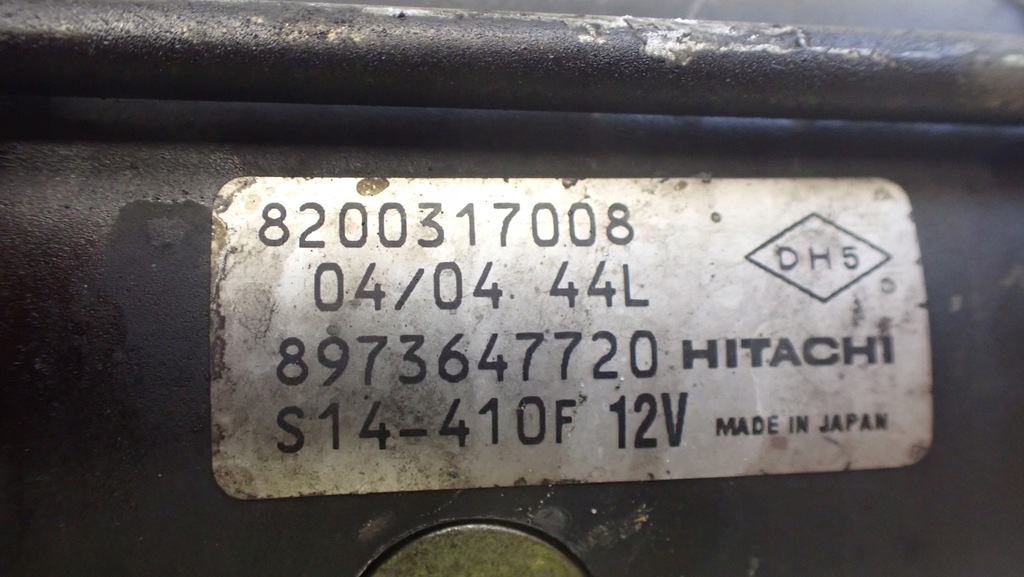 8200317008
DH5
04/04 44L
8973647720 HITACHI
S14-410F 12V MADE IN JAPAN